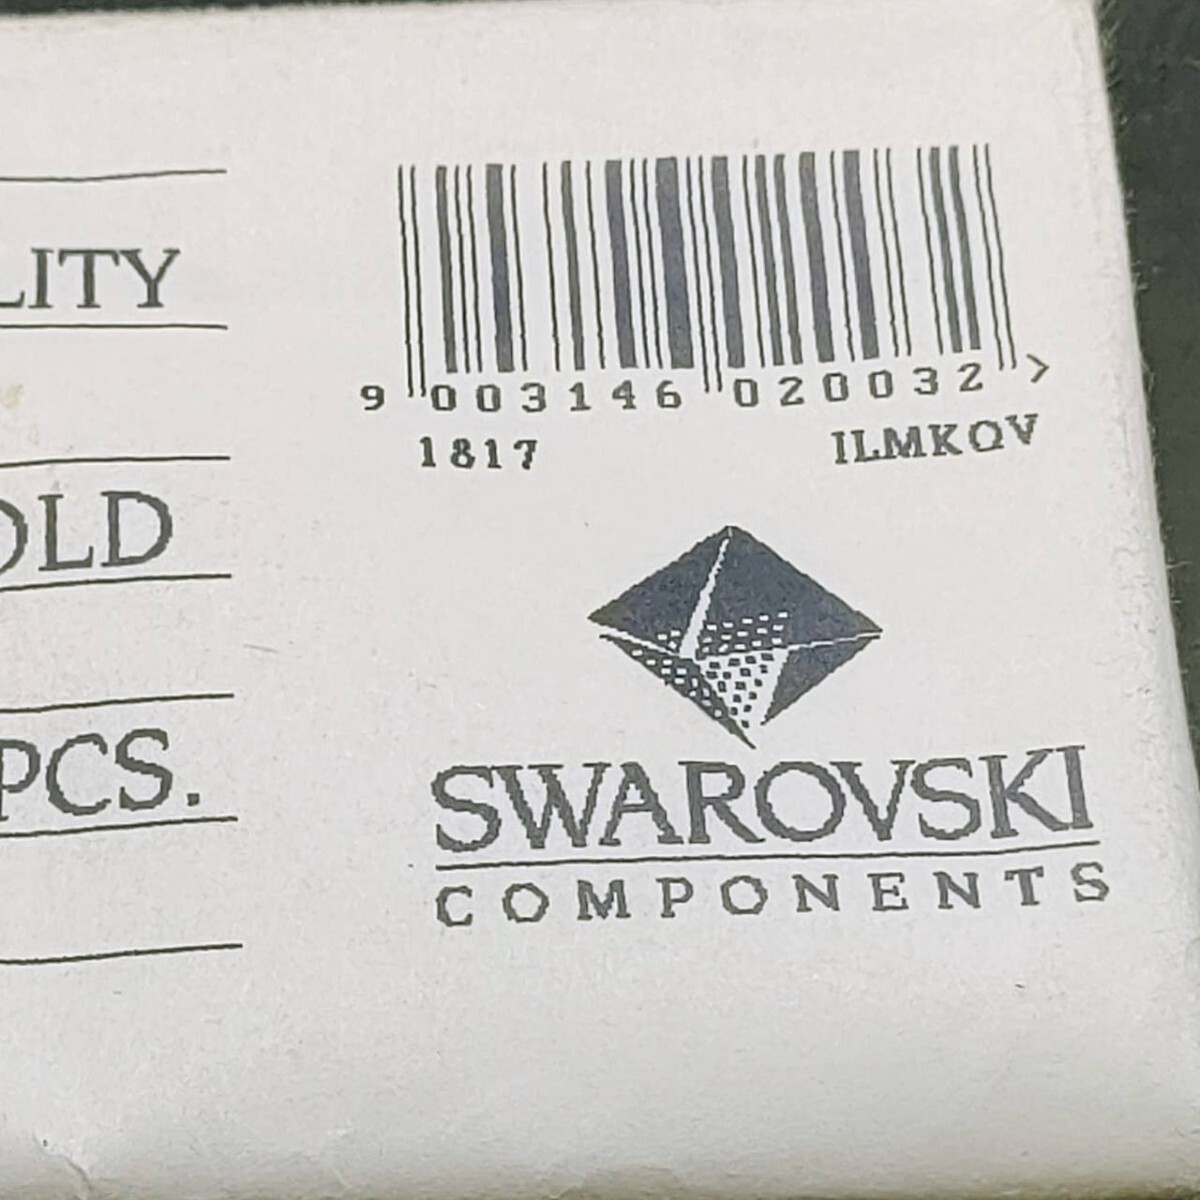 LITY
OLD
PCS.
9 003146 020032 >
1817 ILMKQV
SWAROVSKI
COMPONENTS